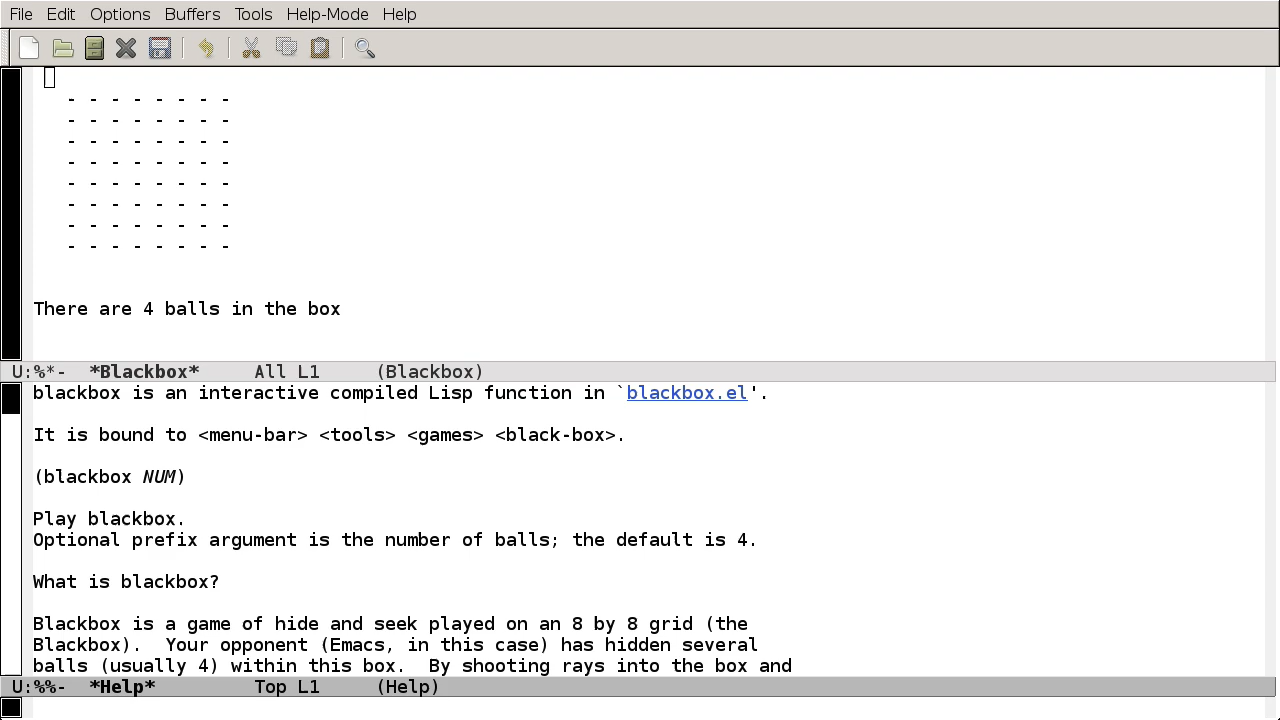 File Edit Options Buffers Tools Help-Mode Help
- - - - - - - -
- - - - - - - -
- - - - - - - -
- - - - - - - -
- - - - - - - -
- - - - - - - -
- - - - - - - -
- - - - - - - -
There are 4 balls in the box
U:%*-  *Blackbox*     All L1     (Blackbox)
blackbox is an interactive compiled Lisp function in `blackbox.el'.
It is bound to <menu-bar> <tools> <games> <black-box>.
(blackbox NUM)
Play blackbox.
Optional prefix argument is the number of balls; the default is 4.
What is blackbox?
Blackbox is a game of hide and seek played on an 8 by 8 grid (the
Blackbox).  Your opponent (Emacs, in this case) has hidden several
balls (usually 4) within this box.  By shooting rays into the box and
U:%%-  *Help*         Top L1     (Help)